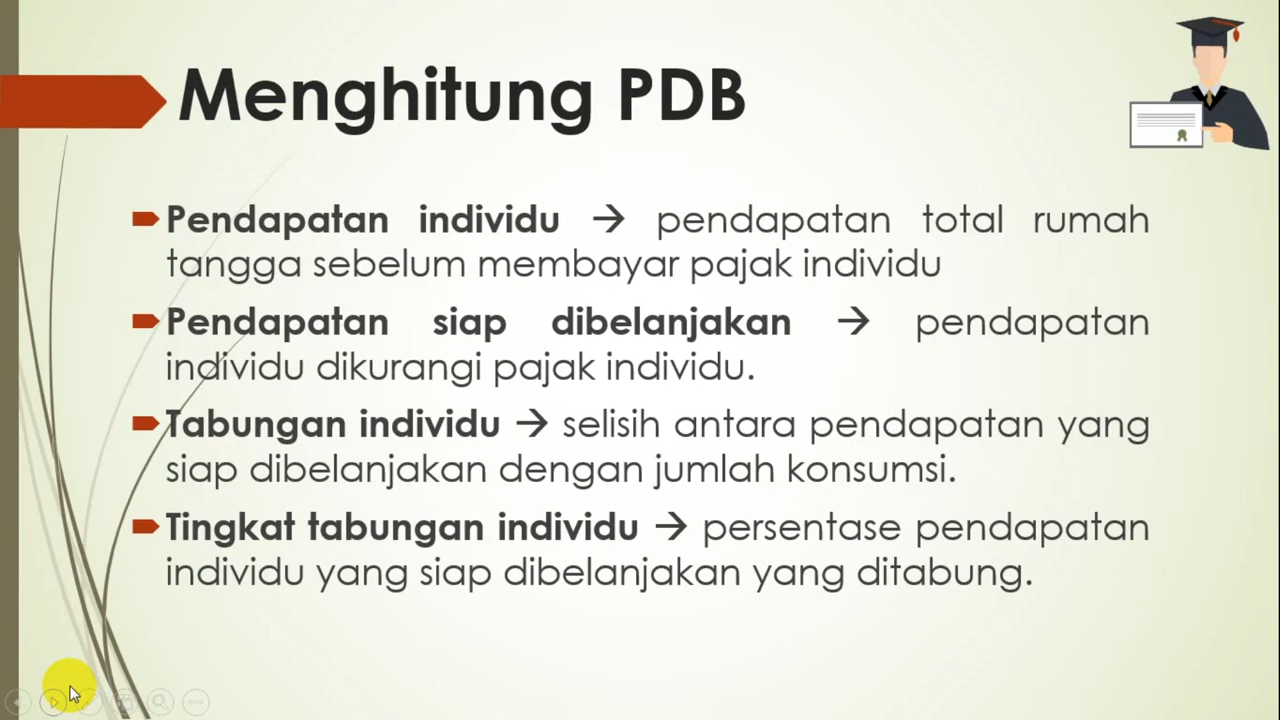 Menghitung PDB
Pendapatan individu → pendapatan total rumah
tangga sebelum membayar pajak individu
Pendapatan siap dibelanjakan → pendapatan
individu dikurangi pajak individu.
Tabungan individu → selisih antara pendapatan yang
siap dibelanjakan dengan jumlah konsumsi.
Tingkat tabungan individu → persentase pendapatan
individu yang siap dibelanjakan yang ditabung.